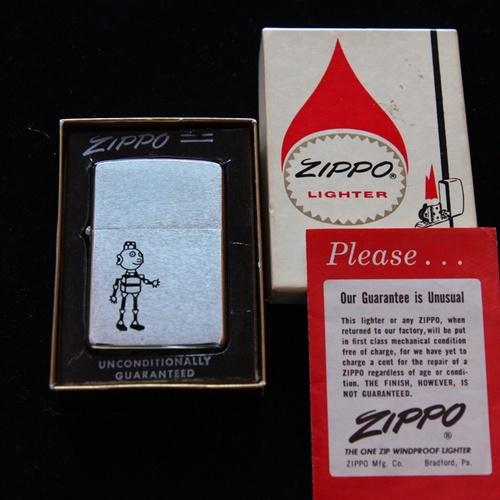 ZIPPO
UNCONDITIONALLY
GUARANTEED
ZIPPO®
LIGHTER
Please...
Our Guarantee is Unusual
This lighter or any ZIPPO, when
returned to our factory, will be put
in first class mechanical condition
free of charge, for we have yet to
charge a cent for the repair of a
ZIPPO regardless of age or condi-
tion. THE FINISH, HOWEVER, IS
NOT GUARANTEED.
ZIPPO®
THE ONE ZIP WINDPROOF LIGHTER
ZIPPO Mfg. Co. Bradford, Pa.